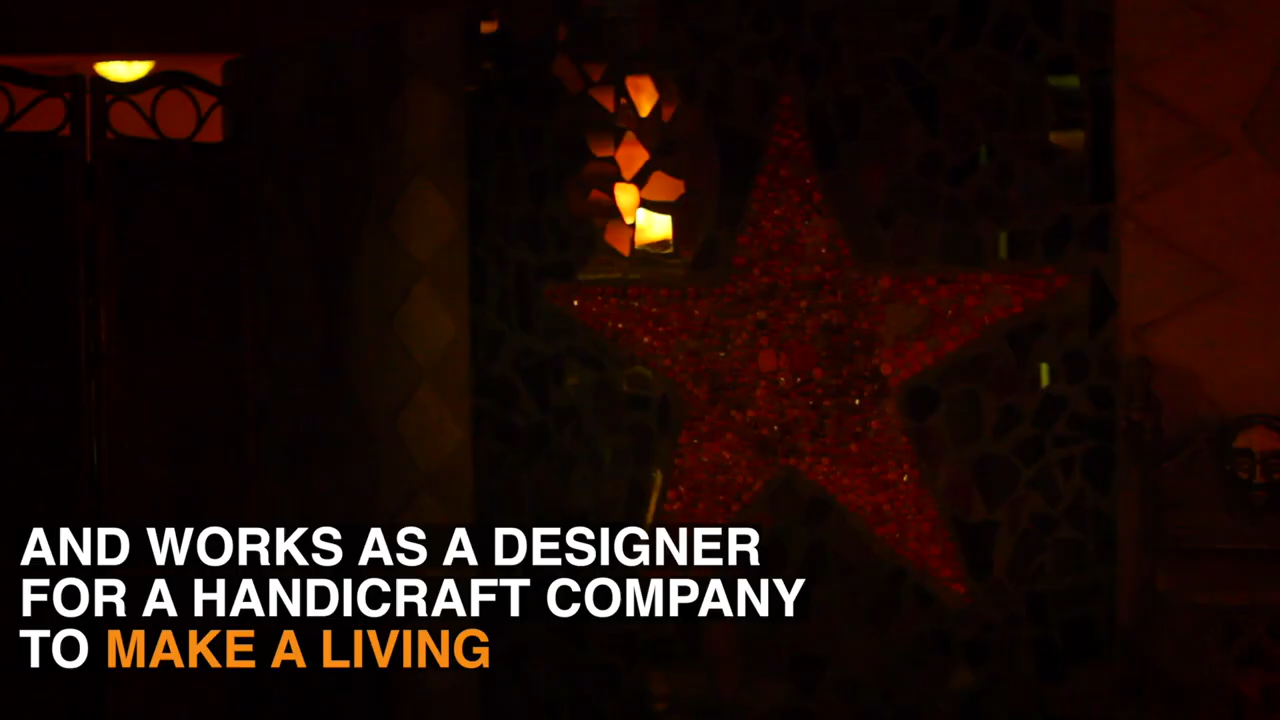 AND WORKS AS A DESIGNER
FOR A HANDICRAFT COMPANY
TO MAKE A LIVING